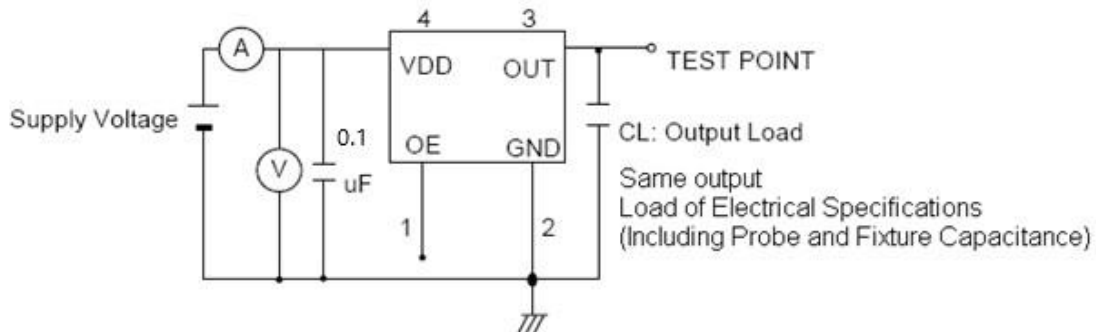 4
3
A
VDD
OUT
TEST POINT
Supply Voltage
0.1
uF
V
OE
GND
CL: Output Load
1
2
Same output
Load of Electrical Specifications
(Including Probe and Fixture Capacitance)